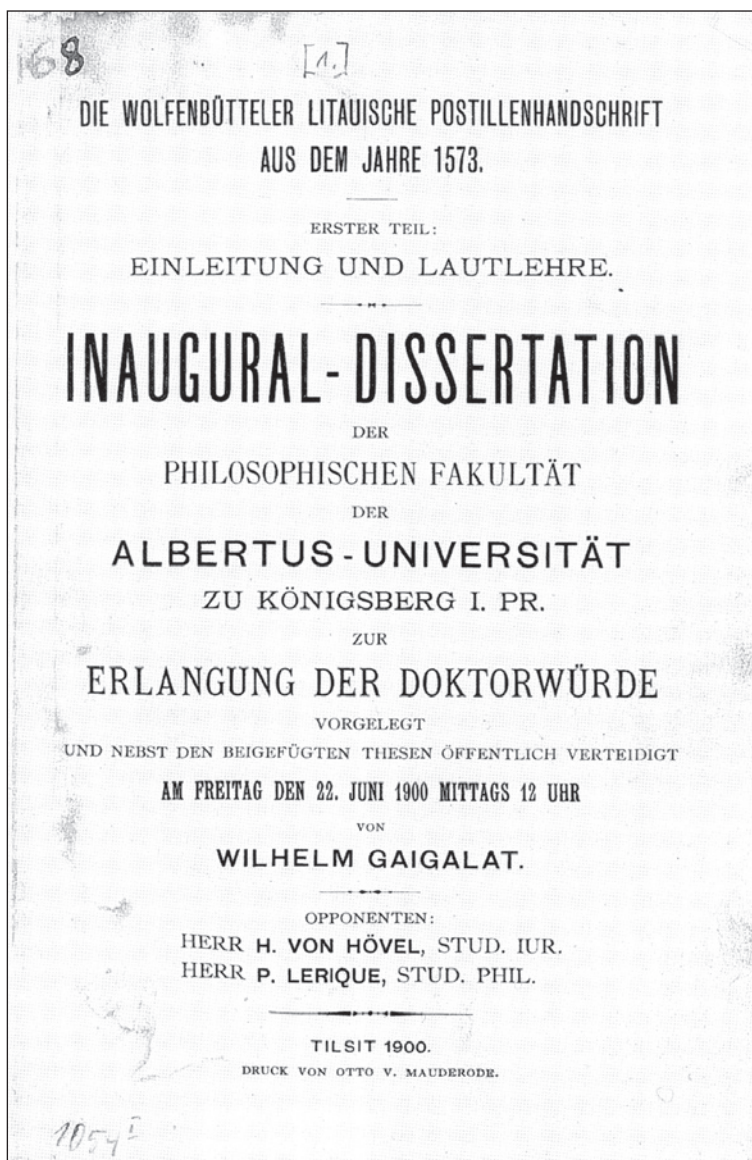 168
[1.]
DIE WOLFENBÜTTELER LITAUISCHE POSTILLENHANDSCHRIFT
AUS DEM JAHRE 1573.
ERSTER TEIL:
EINLEITUNG UND LAUTLEHRE.
INAUGURAL-DISSERTATION
DER
PHILOSOPHISCHEN FAKULTÄT
DER
ALBERTUS-UNIVERSITÄT
ZU KÖNIGSBERG I. PR.
ZUR
ERLANGUNG DER DOKTORWÜRDE
VORGELEGT
UND NEBST DEN BEIGEFÜGTEN THESEN ÖFFENTLICH VERTEIDIGT
AM FREITAG DEN 22. JUNI 1900 MITTAGS 12 UHR
VON
WILHELM GAIGALAT.
OPPONENTEN:
HERR H. VON HÖVEL, STUD. IUR.
HERR P. LERIQUE, STUD. PHIL.
TILSIT 1900.
DRUCK VON OTTO V. MAUDERODE.
1054 I